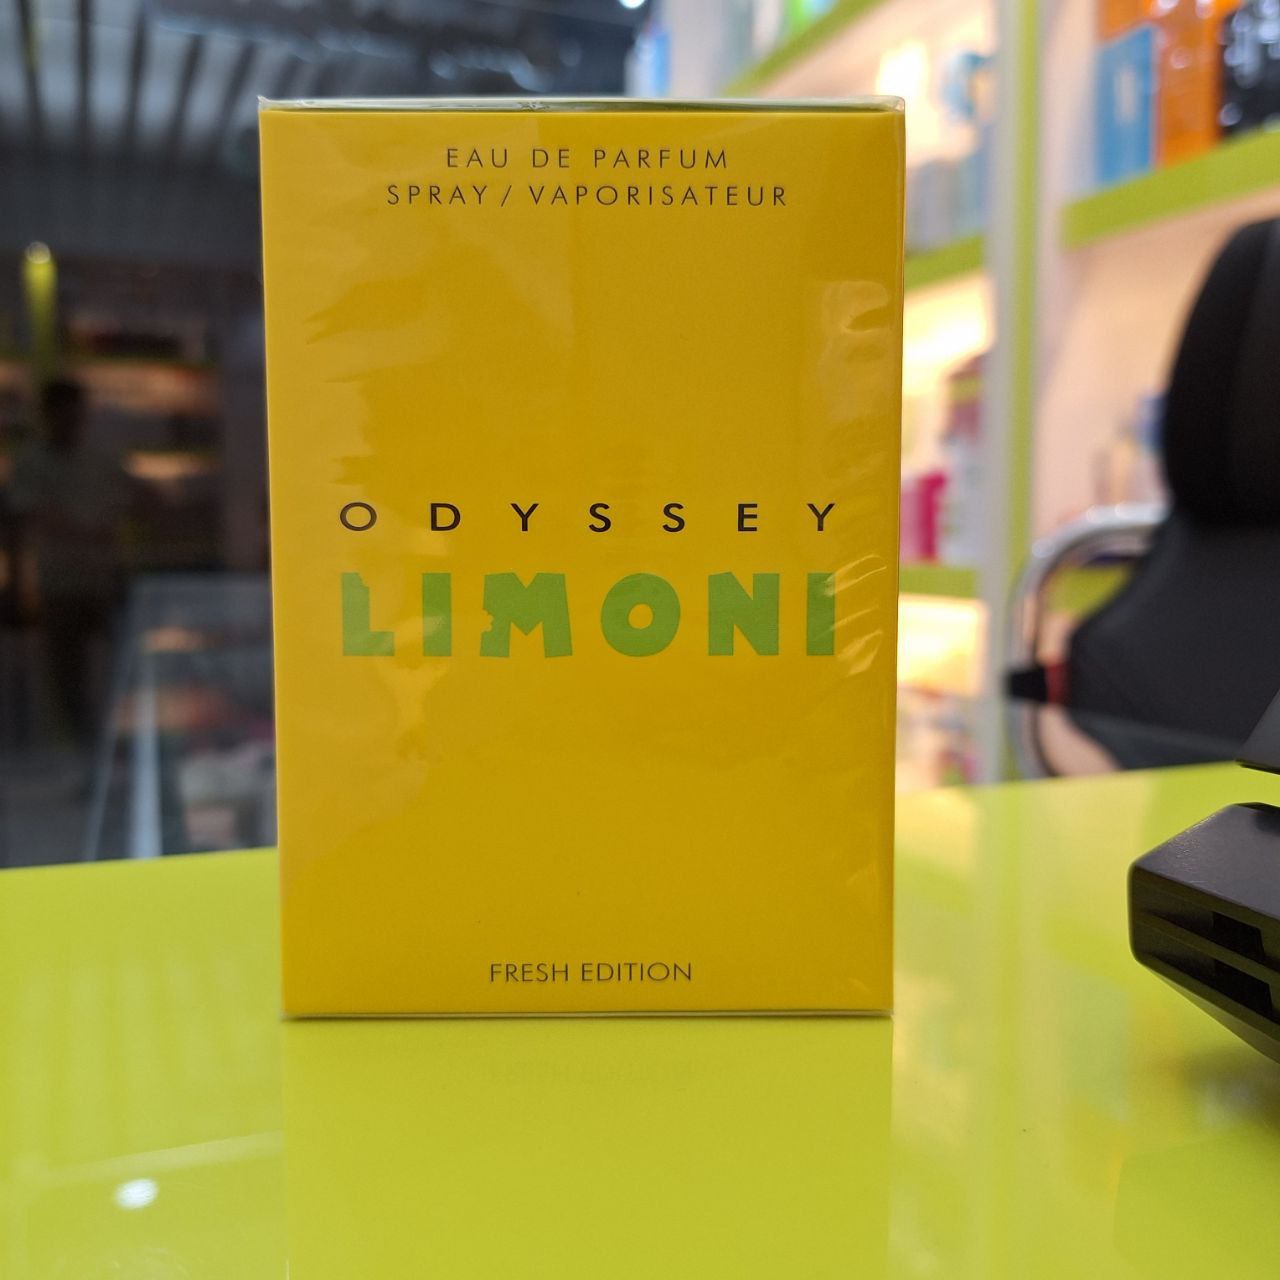 EAU DE PARFUM
SPRAY / VAPORISATEUR
ODYSSEY
LIMONI
FRESH EDITION